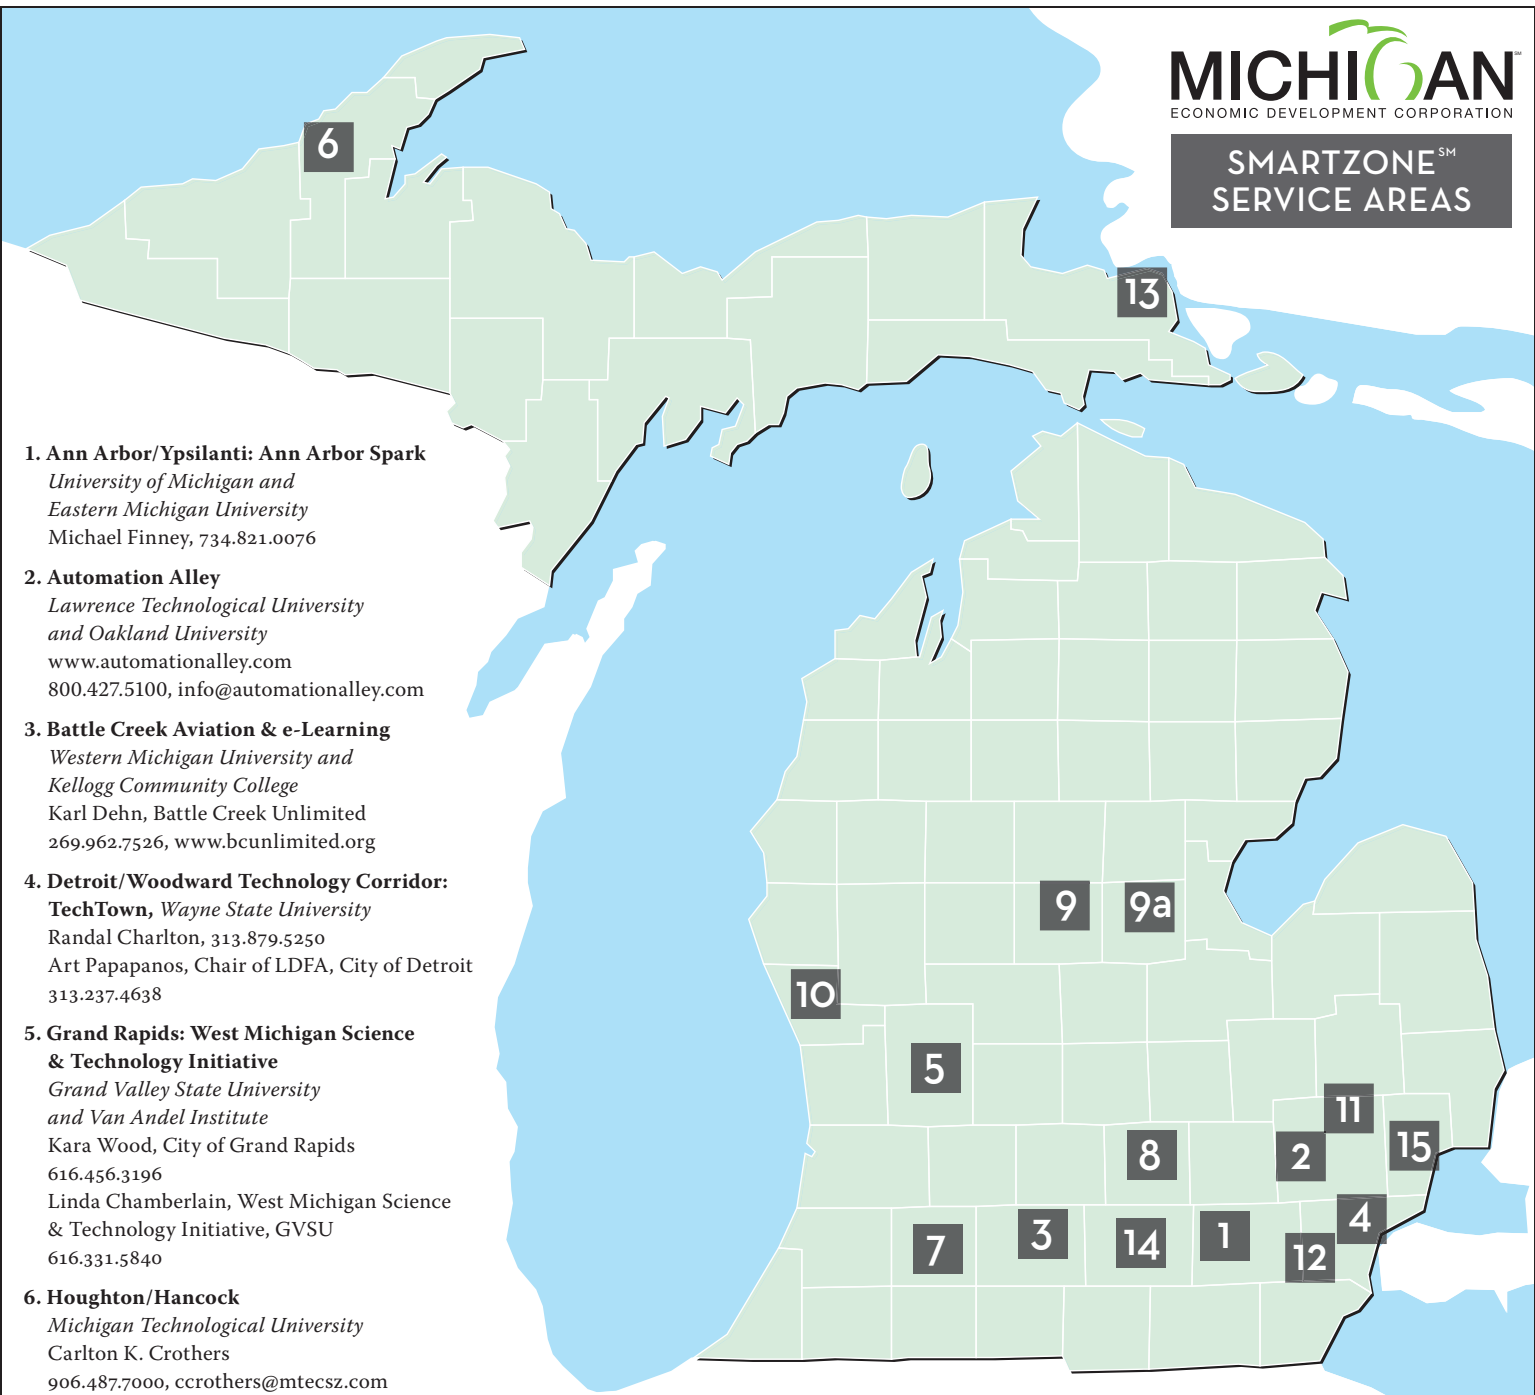 MICHIGAN SM
ECONOMIC DEVELOPMENT CORPORATION
SMARTZONE SM
SERVICE AREAS
6
13
1. Ann Arbor/Ypsilanti: Ann Arbor Spark
University of Michigan and
Eastern Michigan University
Michael Finney, 734.821.0076
2. Automation Alley
Lawrence Technological University
and Oakland University
www.automationalley.com
800.427.5100, info@automationalley.com
3. Battle Creek Aviation & e-Learning
Western Michigan University and
Kellogg Community College
Karl Dehn, Battle Creek Unlimited
269.962.7526, www.bcunlimited.org
4. Detroit/Woodward Technology Corridor:
TechTown, Wayne State University
Randal Charlton, 313.879.5250
Art Papapanos, Chair of LDFA, City of Detroit
313.237.4638
5. Grand Rapids: West Michigan Science
& Technology Initiative
Grand Valley State University
and Van Andel Institute
Kara Wood, City of Grand Rapids
616.456.3196
Linda Chamberlain, West Michigan Science
& Technology Initiative, GVSU
616.331.5840
6. Houghton/Hancock
Michigan Technological University
Carlton K. Crothers
906.487.7000, ccrothers@mtecsz.com
9
9a
10
5
11
8
2
15
7
3
14
1
12
4